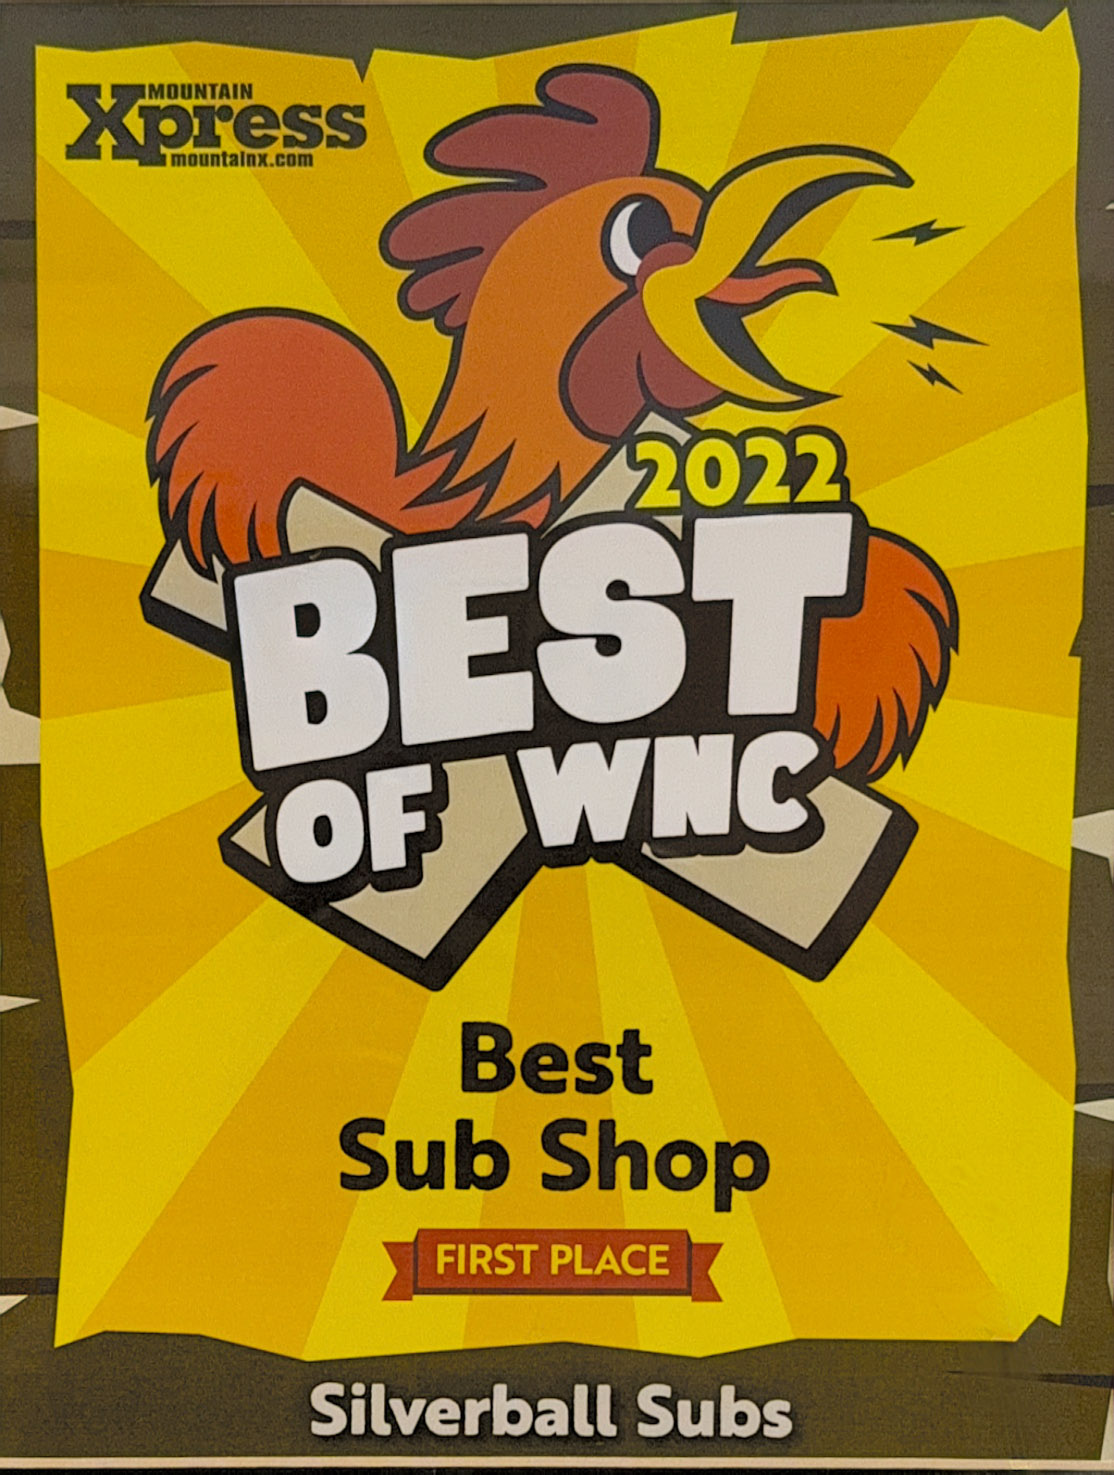 MOUNTAIN
Xpress
mountainx.com
2022
BEST
OF WNC
Best
Sub Shop
FIRST PLACE
Silverball Subs